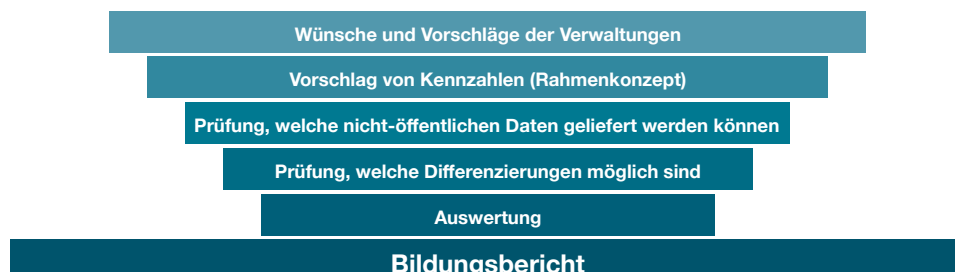 Wünsche und Vorschläge der Verwaltungen
Vorschlag von Kennzahlen (Rahmenkonzept)
Prüfung, welche nicht-öffentlichen Daten geliefert werden können
Prüfung, welche Differenzierungen möglich sind
Auswertung
Bildungsbericht